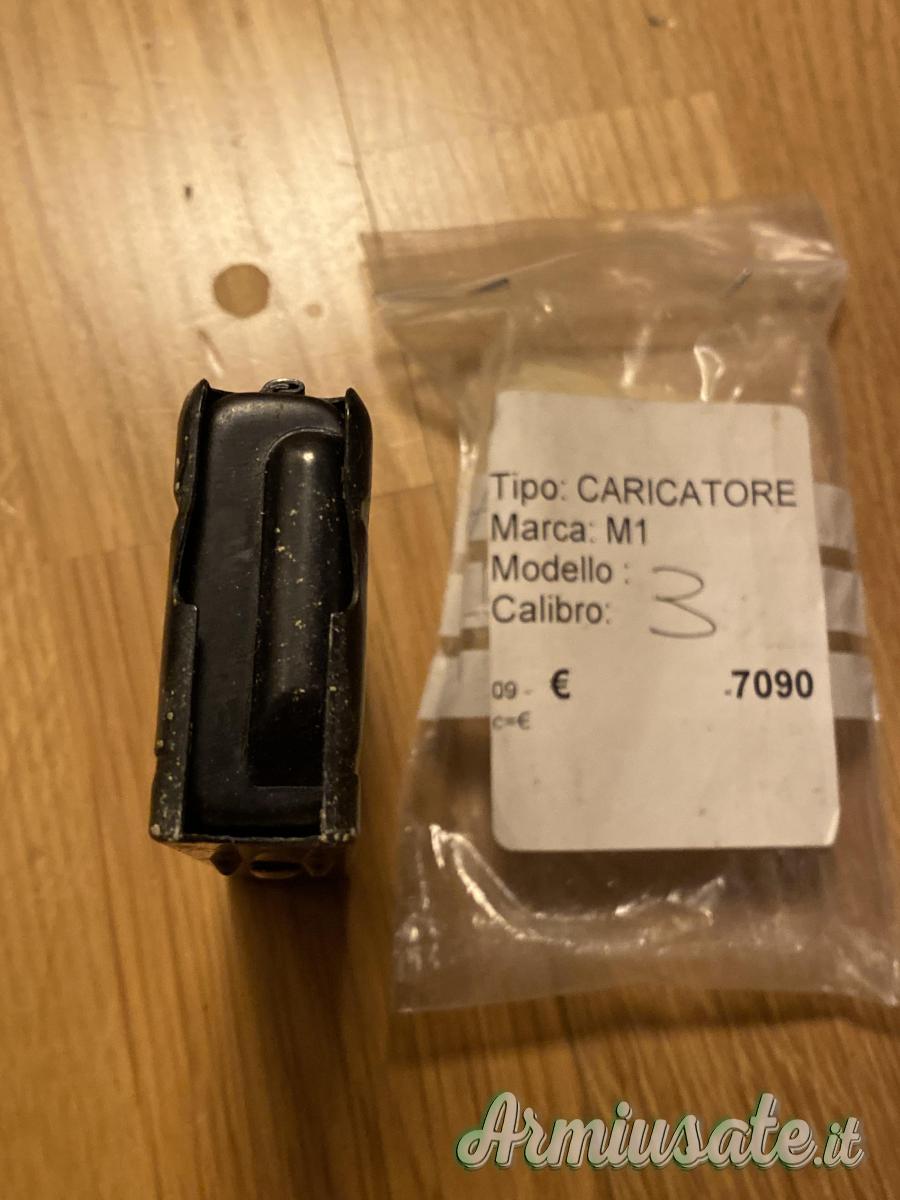 Tipo: CARICATORE
Marca: M1
Modello :
Calibro:
3
09 - € -7090
c=€
Armiusate.it